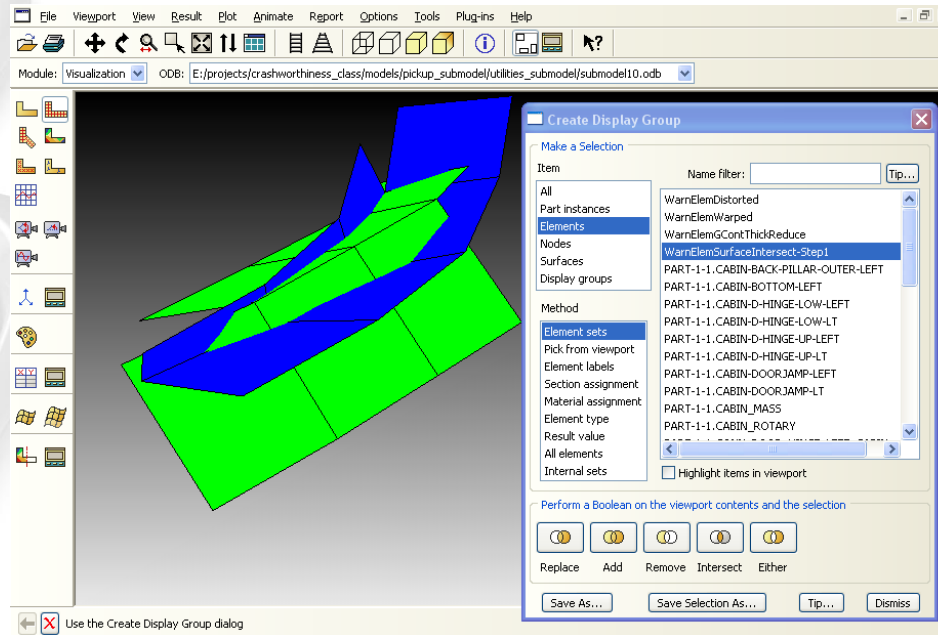 File Viewport View Result Plot Animate Report Options Tools Plug-ins Help
Module: Visualization ODB: E:/projects/crashworthiness_class/models/pickup_submodel/utilities_submodel/submodel10.odb
Create Display Group
Make a Selection
Item
Name filter: Tip...
All
Part instances
Elements
Nodes
Surfaces
Display groups
Method
Element sets
Pick from viewport
Element labels
Section assignment
Material assignment
Element type
Result value
All elements
Internal sets
WarnElemDistorted
WarnElemWarped
WarnElemGContThickReduce
WarnElemSurfaceIntersect-Step1
PART-1-1.CABIN-BACK-PILLAR-OUTER-LEFT
PART-1-1.CABIN-BOTTOM-LEFT
PART-1-1.CABIN-D-HINGE-LOW-LEFT
PART-1-1.CABIN-D-HINGE-LOW-LT
PART-1-1.CABIN-D-HINGE-UP-LEFT
PART-1-1.CABIN-D-HINGE-UP-LT
PART-1-1.CABIN-DOORJAMP-LEFT
PART-1-1.CABIN-DOORJAMP-LT
PART-1-1.CABIN_MASS
PART-1-1.CABIN_ROTARY
Highlight items in viewport
Perform a Boolean on the viewport contents and the selection
Replace Add Remove Intersect Either
Save As... Save Selection As... Tip... Dismiss
Use the Create Display Group dialog